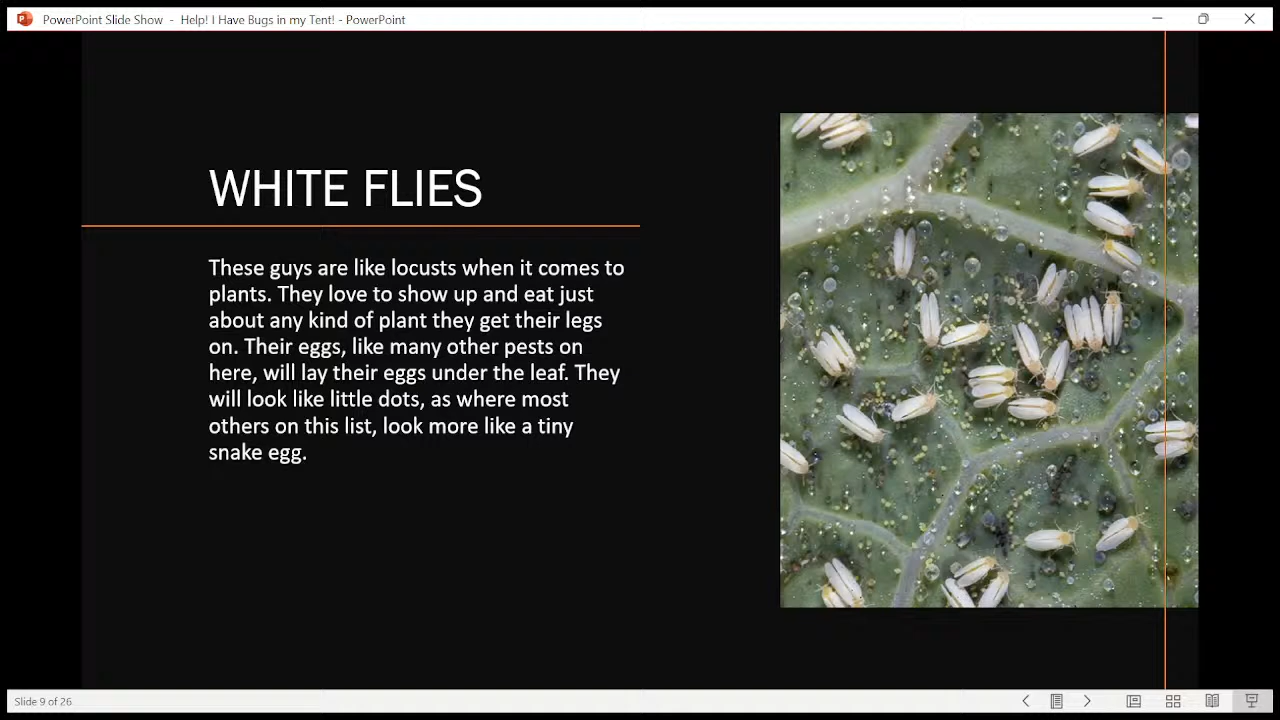 PowerPoint Slide Show - Help! I Have Bugs in my Tent! - PowerPoint
WHITE FLIES
These guys are like locusts when it comes to
plants. They love to show up and eat just
about any kind of plant they get their legs
on. Their eggs, like many other pests on
here, will lay their eggs under the leaf. They
will look like little dots, as where most
others on this list, look more like a tiny
snake egg.
Slide 9 of 26